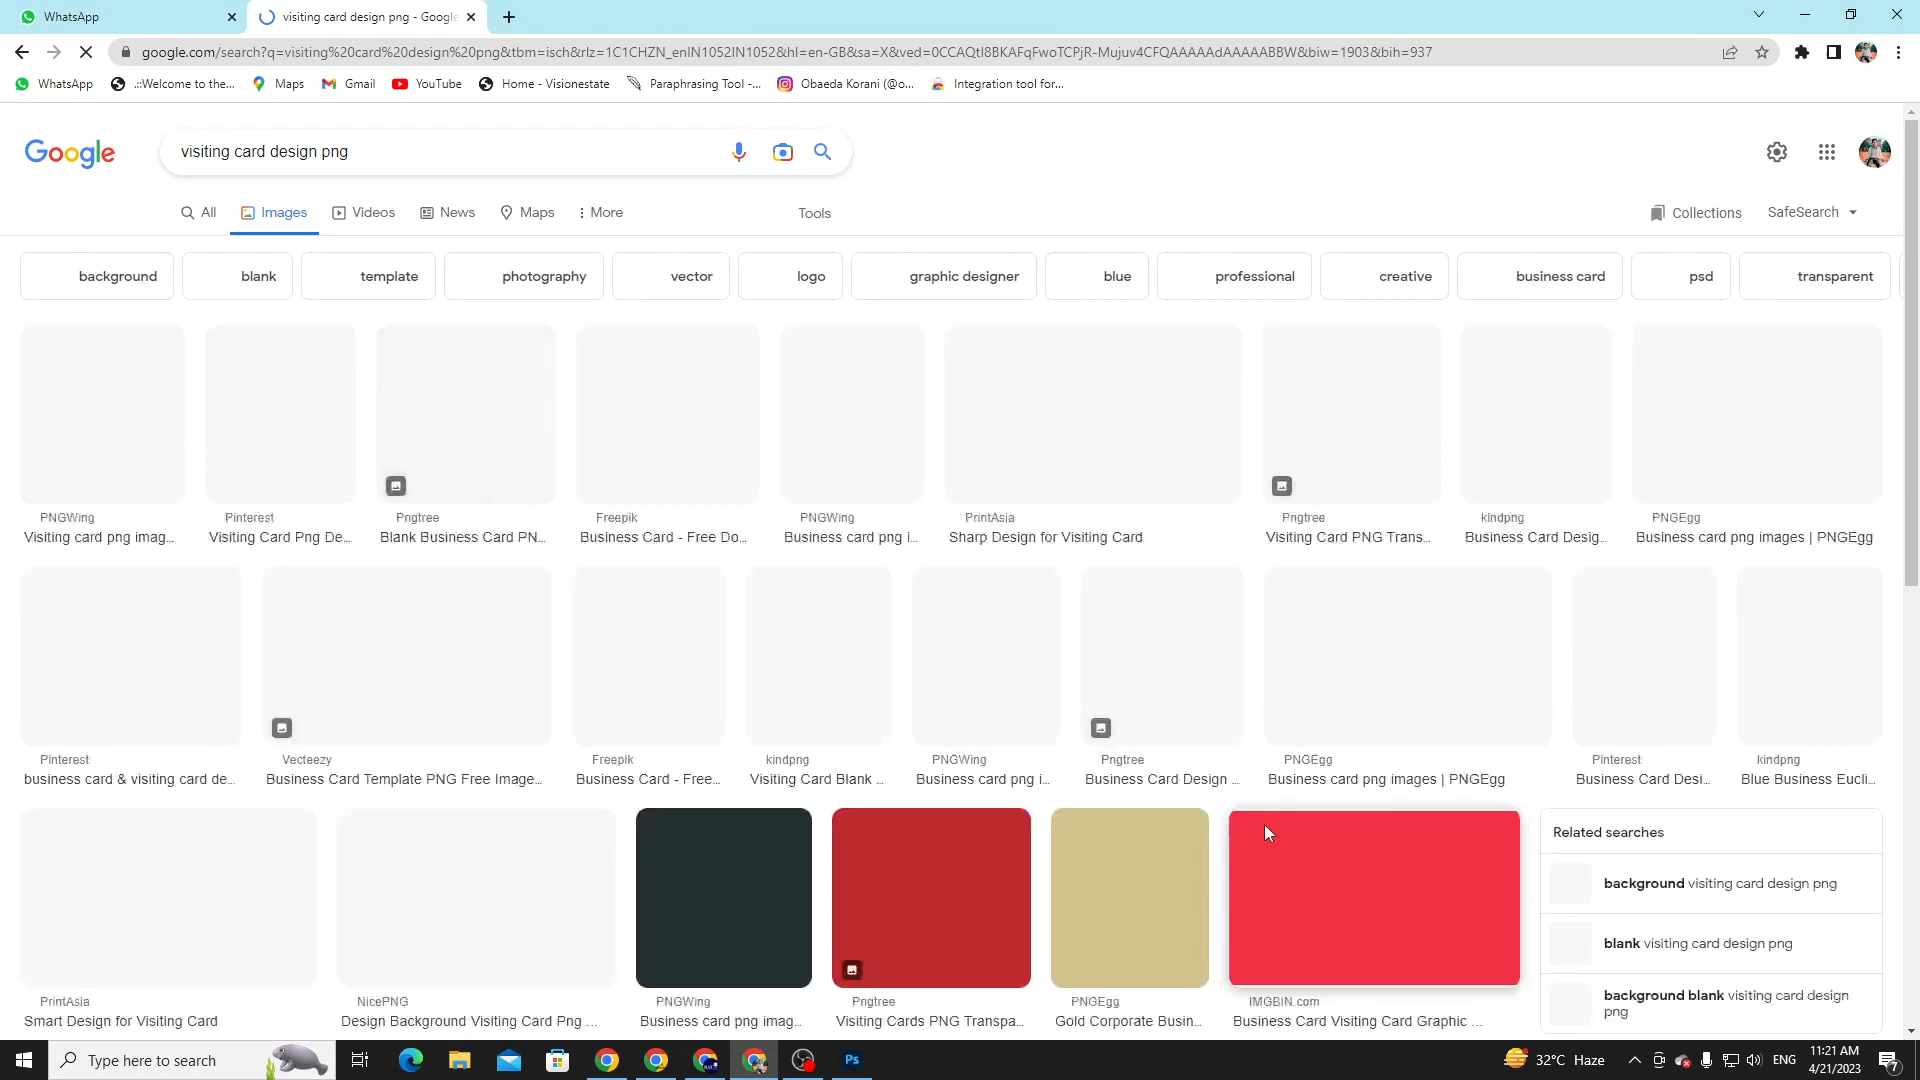 WhatsApp
visiting card design png - Google
google.com/search?q=visiting%20card%20design%20png&tbm=isch&rlz=1C1CHZN_enIN1052IN1052&hl=en-GB&sa=X&ved=0CCAQtI8BKAFqFwoTCPjR-Mujuv4CFQAAAAAdAAAAABBW&biw=1903&bih=937
WhatsApp .::Welcome to the... Maps Gmail YouTube Home - Visionestate Paraphrasing Tool -... Obaeda Korani (@o... Integration tool for...
Google visiting card design png
All Images Videos News Maps More Tools Collections SafeSearch
background blank template photography vector logo graphic designer blue professional creative business card psd transparent
PNGWing Pinterest Pngtree Freepik PNGWing PrintAsia Pngtree kindpng PNGEgg
Visiting card png imag... Visiting Card Png De... Blank Business Card PN... Business Card - Free Do... Business card png i... Sharp Design for Visiting Card Visiting Card PNG Trans... Business Card Desig... Business card png images | PNGEgg
Pinterest Vecteezy Freepik kindpng PNGWing Pngtree PNGEgg Pinterest kindpng
business card & visiting card de... Business Card Template PNG Free Image... Business Card - Free... Visiting Card Blank ... Business card png i... Business Card Design ... Business card png images | PNGEgg Business Card Desi... Blue Business Eucli...
Related searches
background visiting card design png
blank visiting card design png
background blank visiting card design
png
PrintAsia NicePNG PNGWing Pngtree PNGEgg IMGBIN.com
Smart Design for Visiting Card Design Background Visiting Card Png ... Business card png imag... Visiting Cards PNG Transpa... Gold Corporate Busin... Business Card Visiting Card Graphic ...
Type here to search Ps 32°C Haze ENG 11:21 AM
4/21/2023 7